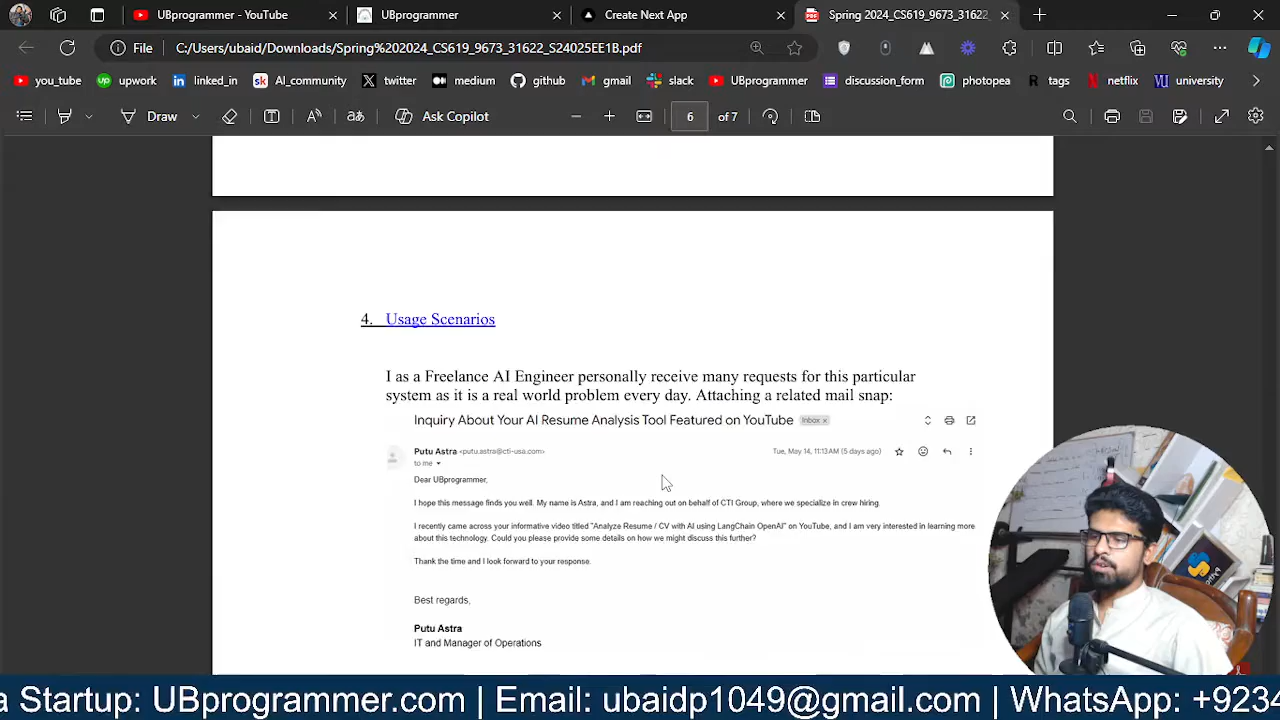 UBprogrammer - YouTube
Apna Career
Spring 2024_CS619_9673_3162
File C:/Users/ubaid/Downloads/Spring%202024_CS619_9673_31622_S24025EE1B.pdf
you_tube upwork linked_in AI_community twitter medium github gmail slack UBprogrammer discussion_form photopea tags netflix university
Draw Ask Copilot 6 of 7
4. Usage Scenarios
I as a Freelance AI Engineer personally receive many requests for this particular
system as it is a real world problem every day. Attaching a related mail snap:
Inquiry About Your AI Resume Analysis Tool Featured on YouTube Inbox x
Putu Astra <putu.astra@cti-usa.com> Tue, May 14, 11:13 AM (5 days ago)
to me
Dear UBprogrammer,
I hope this message finds you well. My name is Astra, and I am reaching out on behalf of CTI Group, where we specialize in crew hiring.
I recently came across your informative video titled "Analyze Resume / CV with AI using LangChain OpenAI" on YouTube, and I am very interested in learning more
about this technology. Could you please provide some details on how we might discuss this further?
Thank the time and I look forward to your response.
Best regards,
Putu Astra
IT and Manager of Operations
a Startup: UBprogrammer.com | Email: ubaidp1049@gmail.com | WhatsApp: +9234